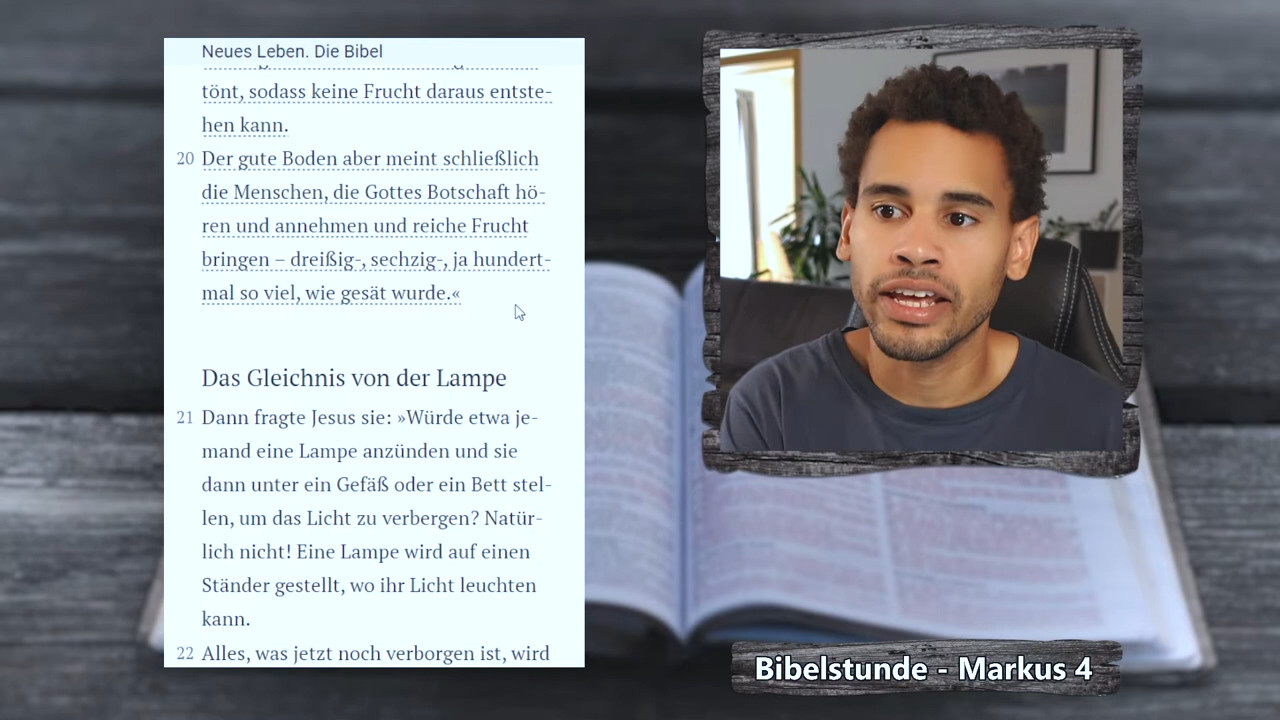 Neues Leben. Die Bibel
tönt, sodass keine Frucht daraus entste-
hen kann.
20 Der gute Boden aber meint schließlich
die Menschen, die Gottes Botschaft hö-
ren und annehmen und reiche Frucht
bringen – dreißig-, sechzig-, ja hundert-
mal so viel, wie gesät wurde.«
Das Gleichnis von der Lampe
21 Dann fragte Jesus sie: »Würde etwa je-
mand eine Lampe anzünden und sie
dann unter ein Gefäß oder ein Bett stel-
len, um das Licht zu verbergen? Natür-
lich nicht! Eine Lampe wird auf einen
Ständer gestellt, wo ihr Licht leuchten
kann.
22 Alles, was jetzt noch verborgen ist, wird
Bibelstunde - Markus 4